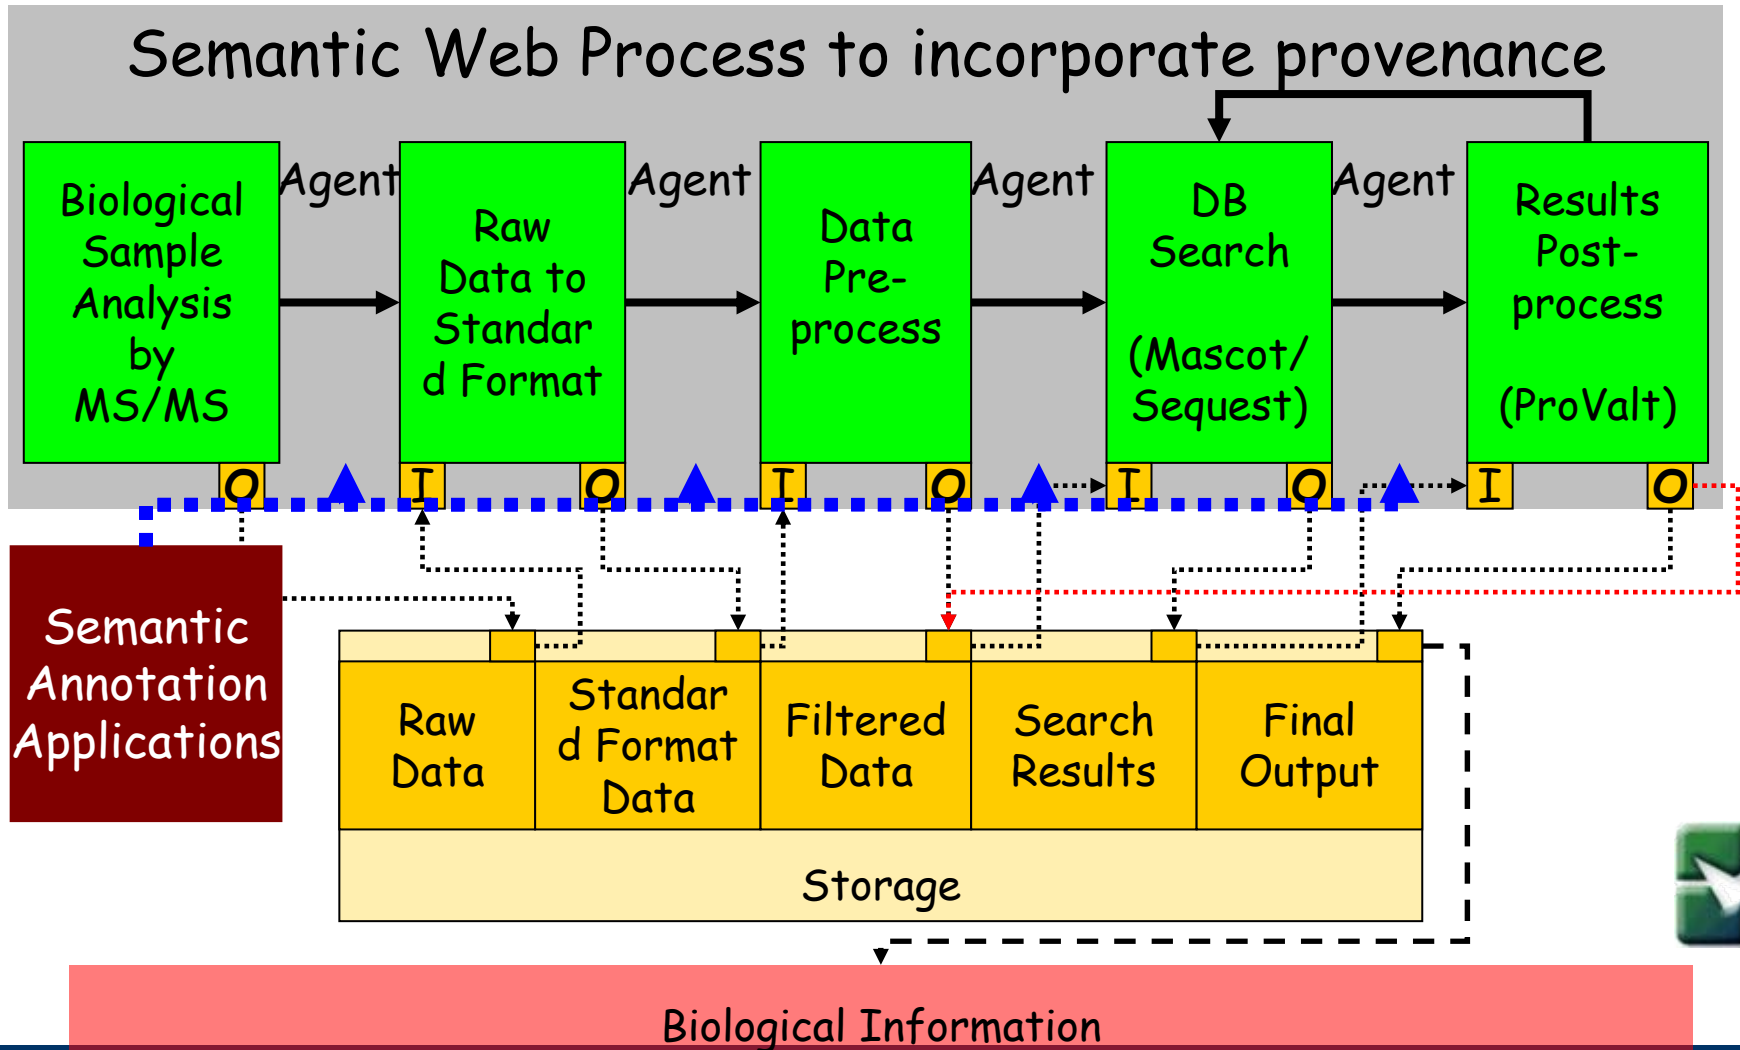 Semantic Web Process to incorporate provenance
Biological
Sample
Analysis
by
MS/MS
Agent
Raw
Data to
Standar
d Format
Agent
Data
Pre-
process
Agent
DB
Search
(Mascot/
Sequest)
Agent
Results
Post-
process
(ProValt)
O
I
O
I
O
I
O
I
O
Semantic
Annotation
Applications
Raw
Data
Standar
d Format
Data
Filtered
Data
Search
Results
Final
Output
Storage
Biological Information